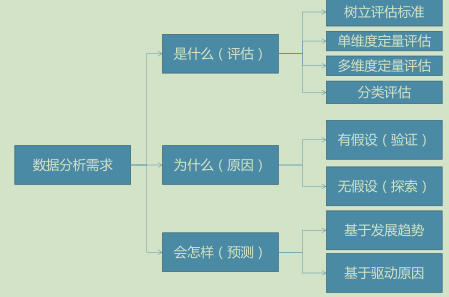 树立评估标准
是什么（评估）
单维度定量评估
多维度定量评估
分类评估
数据分析需求
为什么（原因）
有假设（验证）
无假设（探索）
会怎样（预测）
基于发展趋势
基于驱动原因